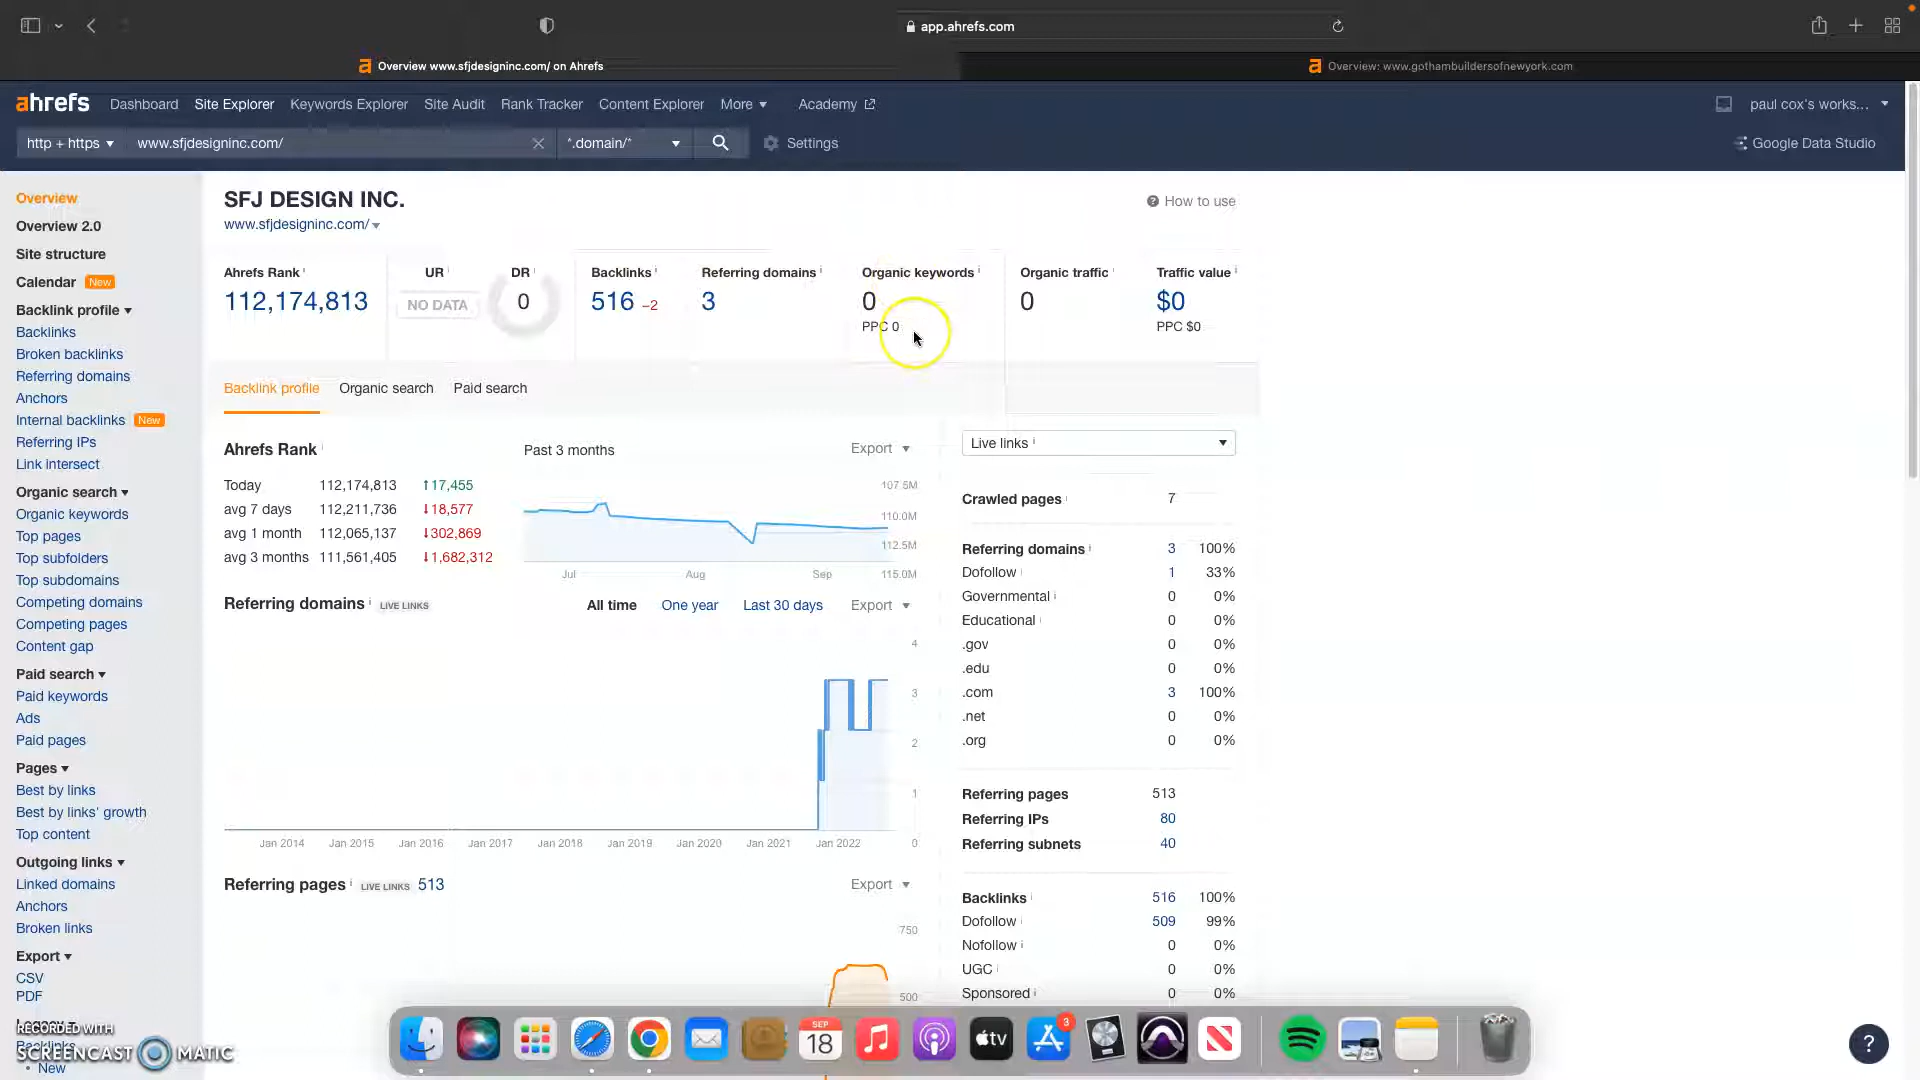 app.ahrefs.com
Overview www.sfjdesigninc.com/ on Ahrefs
Overview: www.gothambuildersofnewyork.com
ahrefs Dashboard Site Explorer Keywords Explorer Site Audit Rank Tracker Content Explorer More Academy paul cox's works...
http + https www.sfjdesigninc.com/ *.domain/* Settings Google Data Studio
Overview
Overview 2.0
Site structure
Calendar New
Backlink profile
Backlinks
Broken backlinks
Referring domains
Anchors
Internal backlinks New
Referring IPs
Link intersect
Organic search
Organic keywords
Top pages
Top subfolders
Top subdomains
Competing domains
Competing pages
Content gap
Paid search
Paid keywords
Ads
Paid pages
Pages
Best by links
Best by links' growth
Top content
Outgoing links
Linked domains
Anchors
Broken links
Export
CSV
PDF
RECORDED WITH
SCREENCAST MATIC
New
SFJ DESIGN INC.
How to use
www.sfjdesigninc.com/
Ahrefs Rank UR DR Backlinks Referring domains Organic keywords Organic traffic Traffic value
112,174,813 NO DATA 0 516 –2 3 0 0 $0
PPC 0 PPC $0
Backlink profile Organic search Paid search
Ahrefs Rank Past 3 months Export
Today 112,174,813 ↑17,455
avg 7 days 112,211,736 ↓18,577
avg 1 month 112,065,137 ↓302,869
avg 3 months 111,561,405 ↓1,682,312
107.5M
110.0M
112.5M
115.0M
Jul Aug Sep
Referring domains LIVE LINKS All time One year Last 30 days Export
4
3
2
1
0
Jan 2014 Jan 2015 Jan 2016 Jan 2017 Jan 2018 Jan 2019 Jan 2020 Jan 2021 Jan 2022
Referring pages LIVE LINKS 513 Export
750
500
Live links
Crawled pages 7
Referring domains 3 100%
Dofollow 1 33%
Governmental 0 0%
Educational 0 0%
.gov 0 0%
.edu 0 0%
.com 3 100%
.net 0 0%
.org 0 0%
Referring pages 513
Referring IPs 80
Referring subnets 40
Backlinks 516 100%
Dofollow 509 99%
Nofollow 0 0%
UGC 0 0%
Sponsored 0 0%
SEP
18
tv
3
?